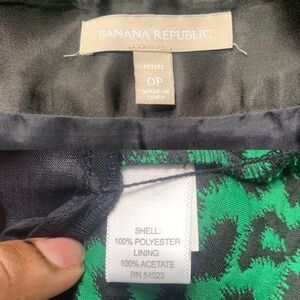 BANANA REPUBLIC
PETITE
0P
MADE IN
CHINA
SHELL:
100% POLYESTER
LINING:
100% ACETATE
RN 54023